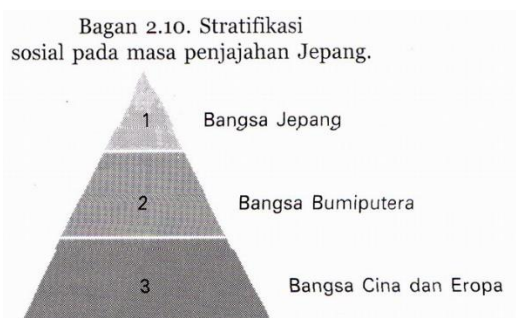 Bagan 2.10. Stratifikasi
sosial pada masa penjajahan Jepang.
1 Bangsa Jepang
2 Bangsa Bumiputera
3 Bangsa Cina dan Eropa